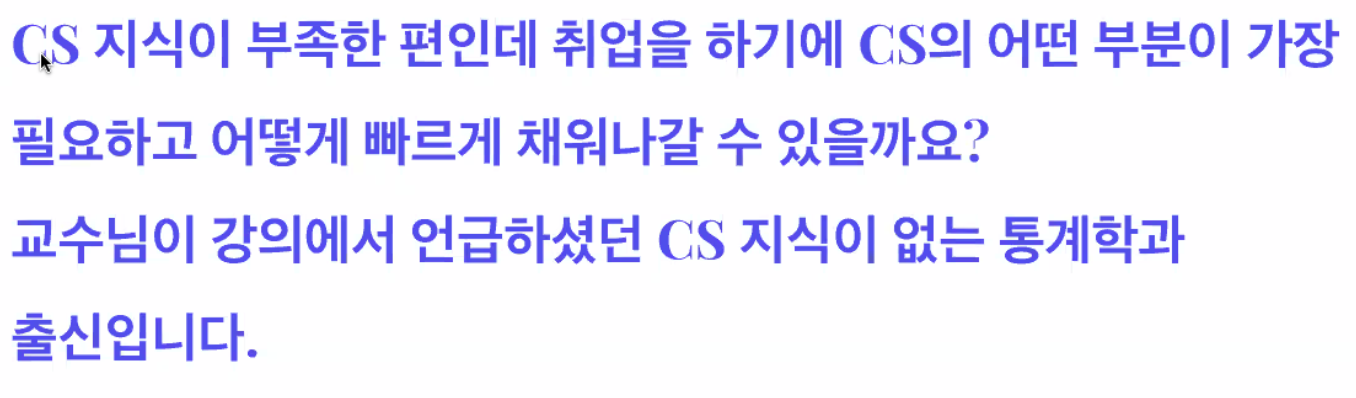 CS 지식이 부족한 편인데 취업을 하기에 CS의 어떤 부분이 가장
필요하고 어떻게 빠르게 채워나갈 수 있을까요?
교수님이 강의에서 언급하셨던 CS 지식이 없는 통계학과
출신입니다.